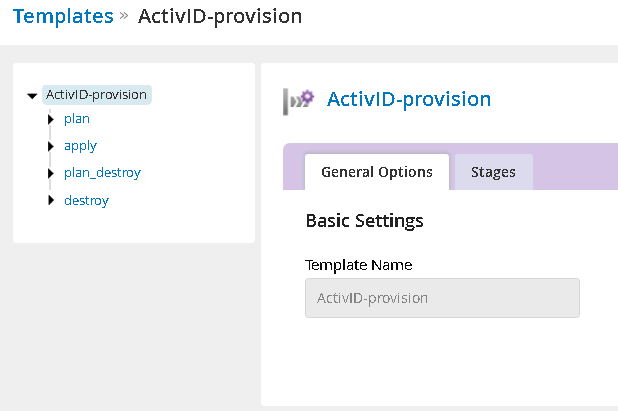 Templates » ActivID-provision
ActivID-provision
plan
apply
plan_destroy
destroy
ActivID-provision
General Options
Stages
Basic Settings
Template Name
ActivID-provision